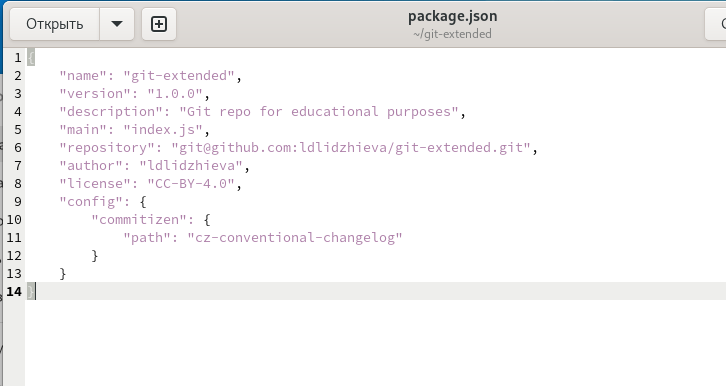 Открыть
package.json
~/git-extended
1 {
2 "name": "git-extended",
3 "version": "1.0.0",
4 "description": "Git repo for educational purposes",
5 "main": "index.js",
6 "repository": "git@github.com:ldlidzhieva/git-extended.git",
7 "author": "ldlidzhieva",
8 "license": "CC-BY-4.0",
9 "config": {
10 "commitizen": {
11 "path": "cz-conventional-changelog"
12 }
13 }
14 }